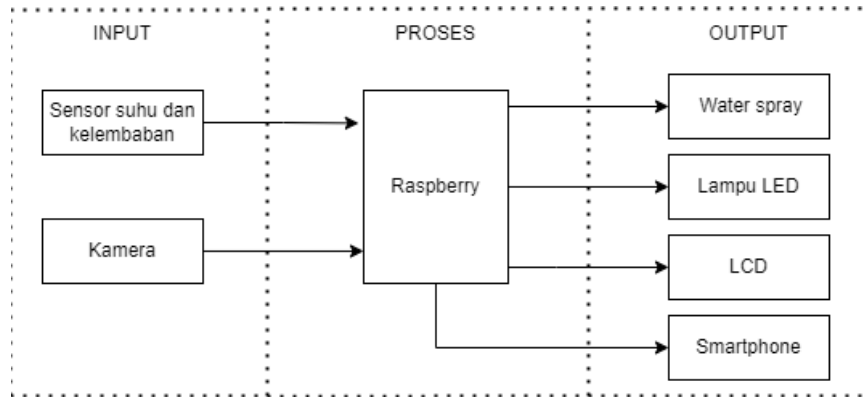 INPUT
PROSES
OUTPUT
Sensor suhu dan
kelembaban
Kamera
Raspberry
Water spray
Lampu LED
LCD
Smartphone